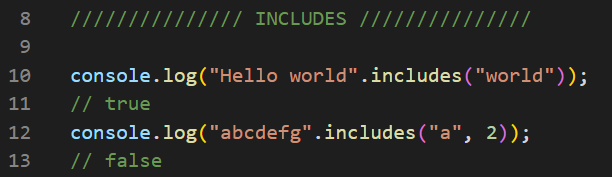 8 /////////////// INCLUDES ///////////////
9
10 console.log("Hello world".includes("world"));
11 // true
12 console.log("abcdefg".includes("a", 2));
13 // false